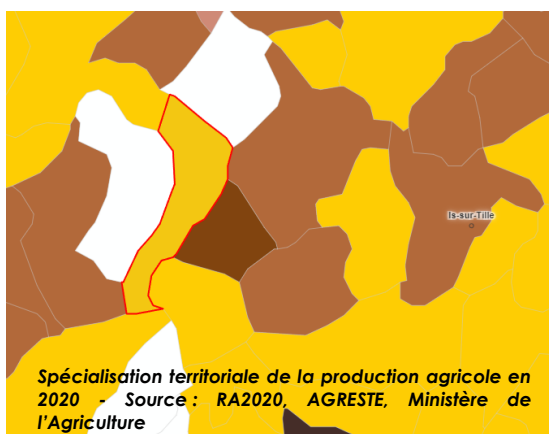 Is-sur-Tille
Spécialisation territoriale de la production agricole en
2020 - Source : RA2020, AGRESTE, Ministère de
l’Agriculture